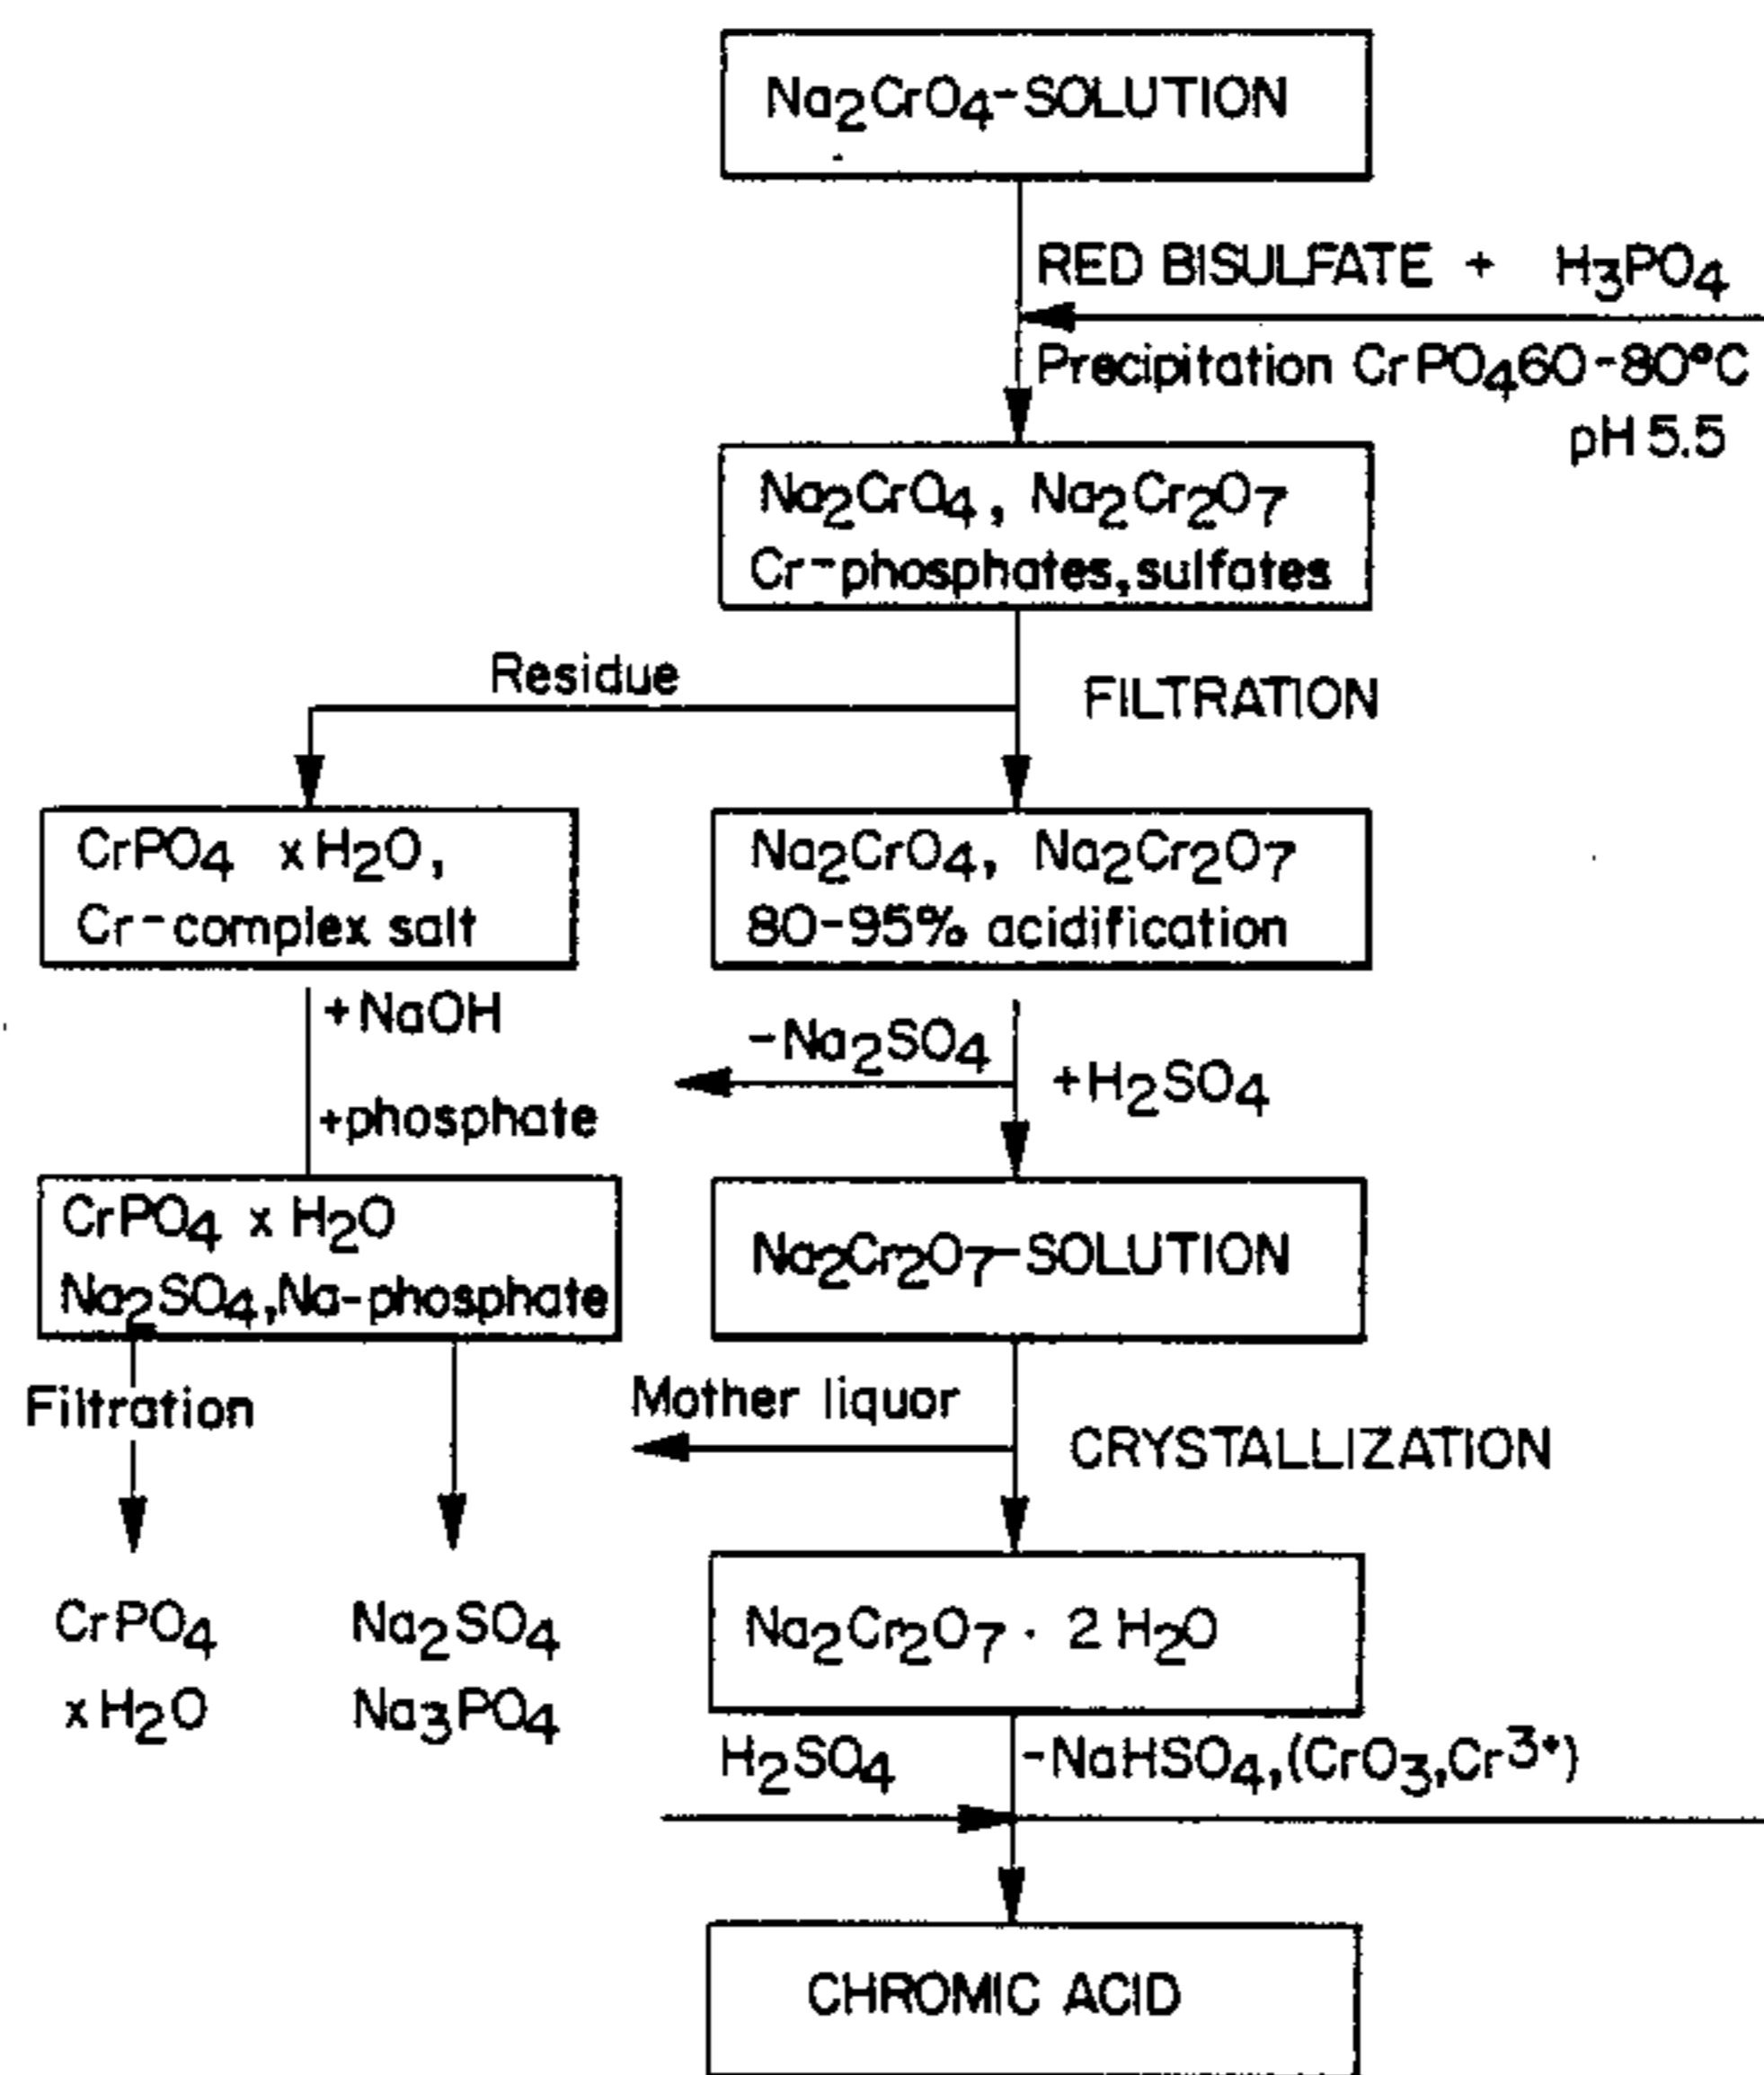 Na2CrO4-SOLUTION
RED BISULFATE + H3PO4
Precipitation CrPO4 60-80°C
pH 5.5
Na2CrO4, Na2Cr2O7
Cr-phosphates, sulfates
Residue
FILTRATION
CrPO4 xH2O,
Cr-complex salt
Na2CrO4, Na2Cr2O7
80-95% acidification
+NaOH
-Na2SO4
+H2SO4
+phosphate
CrPO4 x H2O
Na2SO4, Na-phosphate
Na2Cr2O7-SOLUTION
Filtration
Mother liquor
CRYSTALLIZATION
CrPO4
xH2O
Na2SO4
Na3PO4
Na2Cr2O7 · 2 H2O
H2SO4
-NaHSO4,(CrO3,Cr3+)
CHROMIC ACID